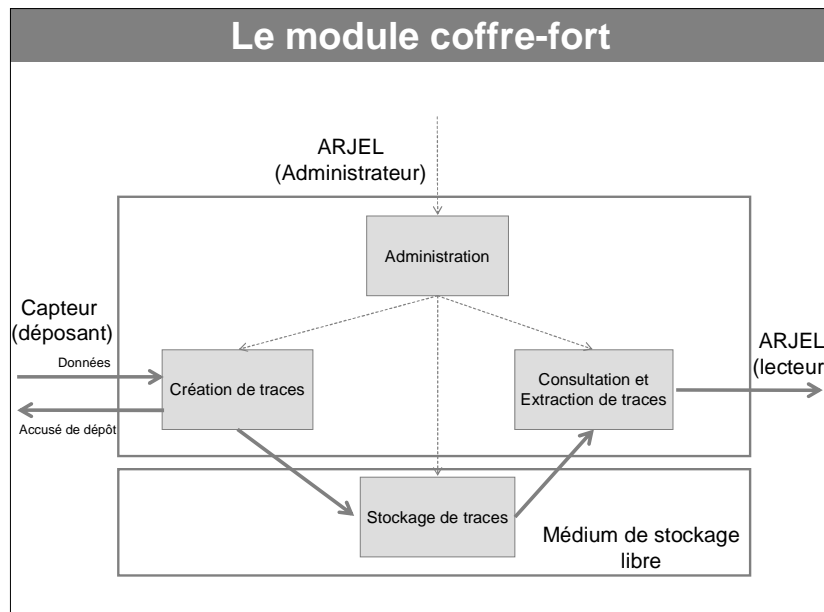 Le module coffre-fort
ARJEL
(Administrateur)
Administration
Capteur
(déposant)
Données
Accusé de dépôt
Création de traces
Consultation et
Extraction de traces
ARJEL
(lecteur
Stockage de traces
Médium de stockage
libre